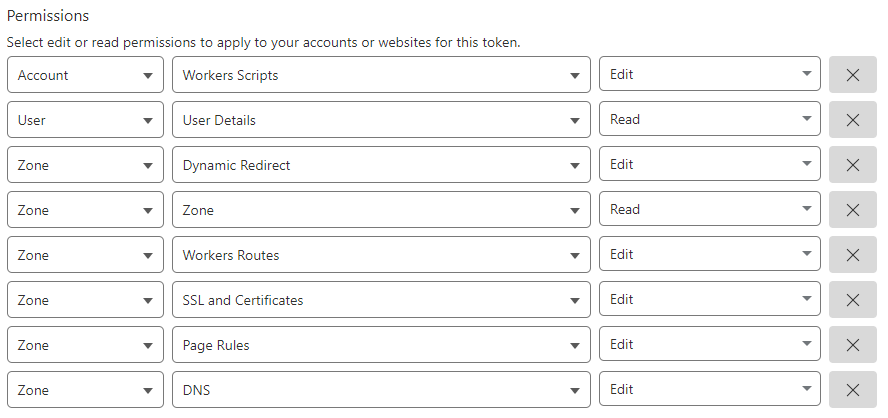 Permissions
Select edit or read permissions to apply to your accounts or websites for this token.
Account Workers Scripts Edit
User User Details Read
Zone Dynamic Redirect Edit
Zone Zone Read
Zone Workers Routes Edit
Zone SSL and Certificates Edit
Zone Page Rules Edit
Zone DNS Edit